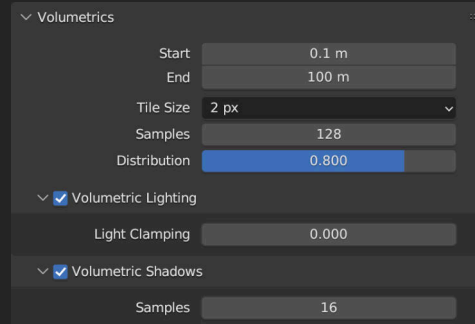 Volumetrics
Start 0.1 m
End 100 m
Tile Size 2 px
Samples 128
Distribution 0.800
Volumetric Lighting
Light Clamping 0.000
Volumetric Shadows
Samples 16